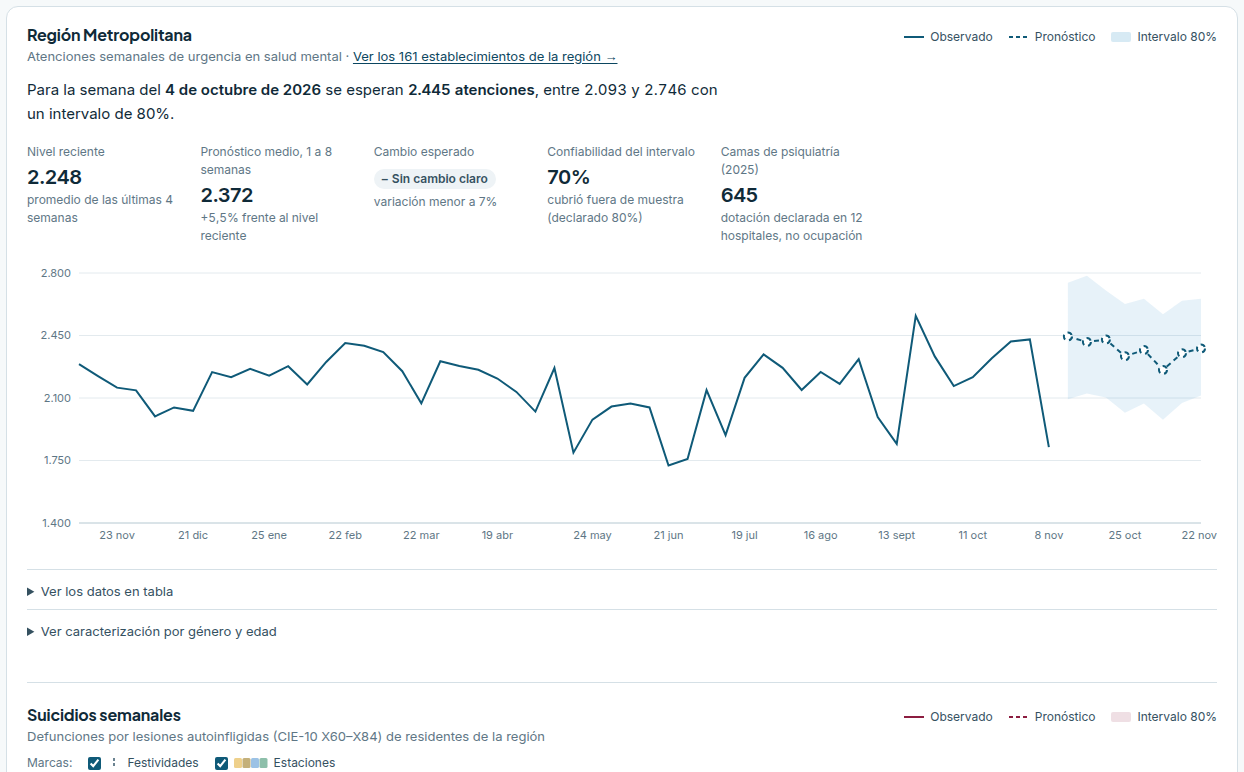 Región Metropolitana
Observado Pronóstico Intervalo 80%
Atenciones semanales de urgencia en salud mental · Ver los 161 establecimientos de la región →
Para la semana del 4 de octubre de 2026 se esperan 2.445 atenciones, entre 2.093 y 2.746 con
un intervalo de 80%.
Nivel reciente
2.248
promedio de las últimas 4
semanas
Pronóstico medio, 1 a 8
semanas
2.372
+5,5% frente al nivel
reciente
Cambio esperado
– Sin cambio claro
variación menor a 7%
Confiabilidad del intervalo
70%
cubrió fuera de muestra
(declarado 80%)
Camas de psiquiatría
(2025)
645
dotación declarada en 12
hospitales, no ocupación
2.800
2.450
2.100
1.750
1.400
23 nov 21 dic 25 ene 22 feb 22 mar 19 abr 24 may 21 jun 19 jul 16 ago 13 sept 11 oct 8 nov 25 oct 22 nov
Ver los datos en tabla
Ver caracterización por género y edad
Suicidios semanales
Observado Pronóstico Intervalo 80%
Defunciones por lesiones autoinfligidas (CIE-10 X60–X84) de residentes de la región
Marcas: Festividades Estaciones